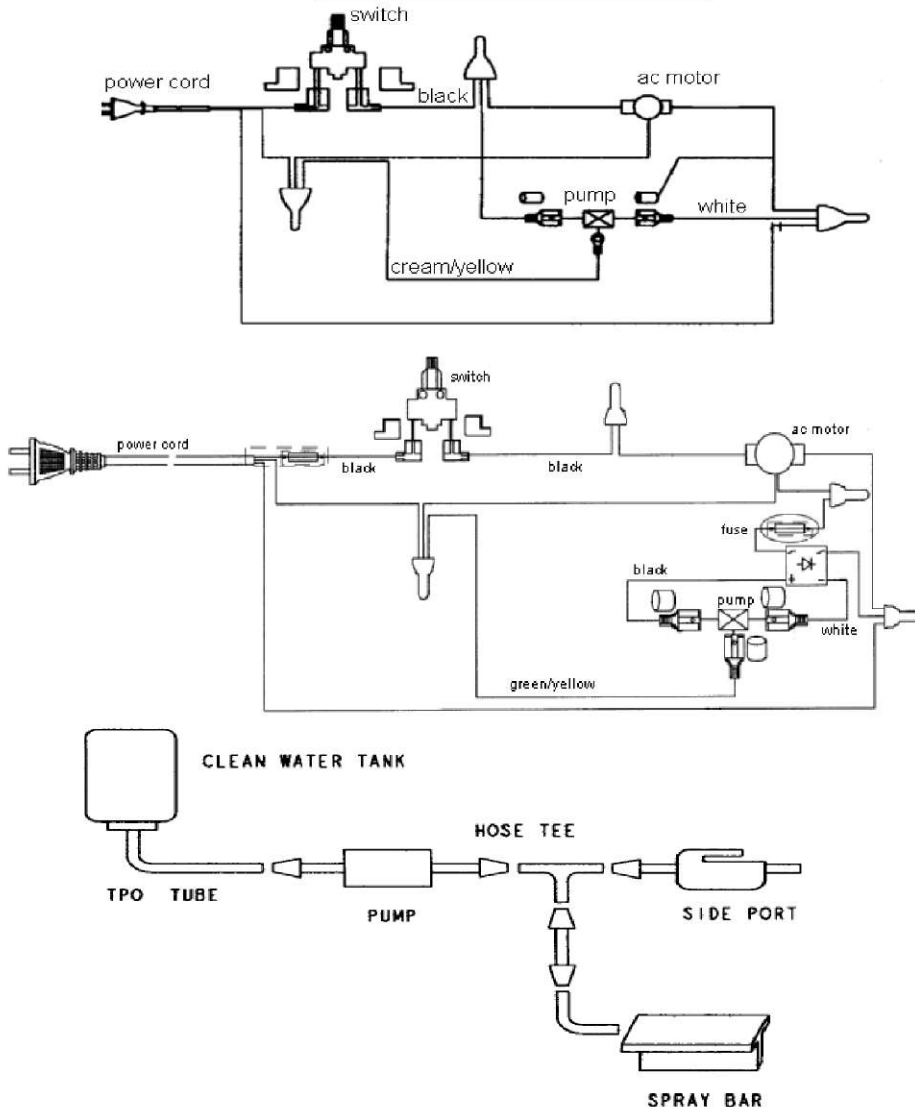 switch
power cord
black
ac motor
pump
white
cream/yellow
switch
power cord
black
black
ac motor
fuse
black
+
-
pump
white
green/yellow
CLEAN WATER TANK
HOSE TEE
TPO TUBE
PUMP
SIDE PORT
SPRAY BAR